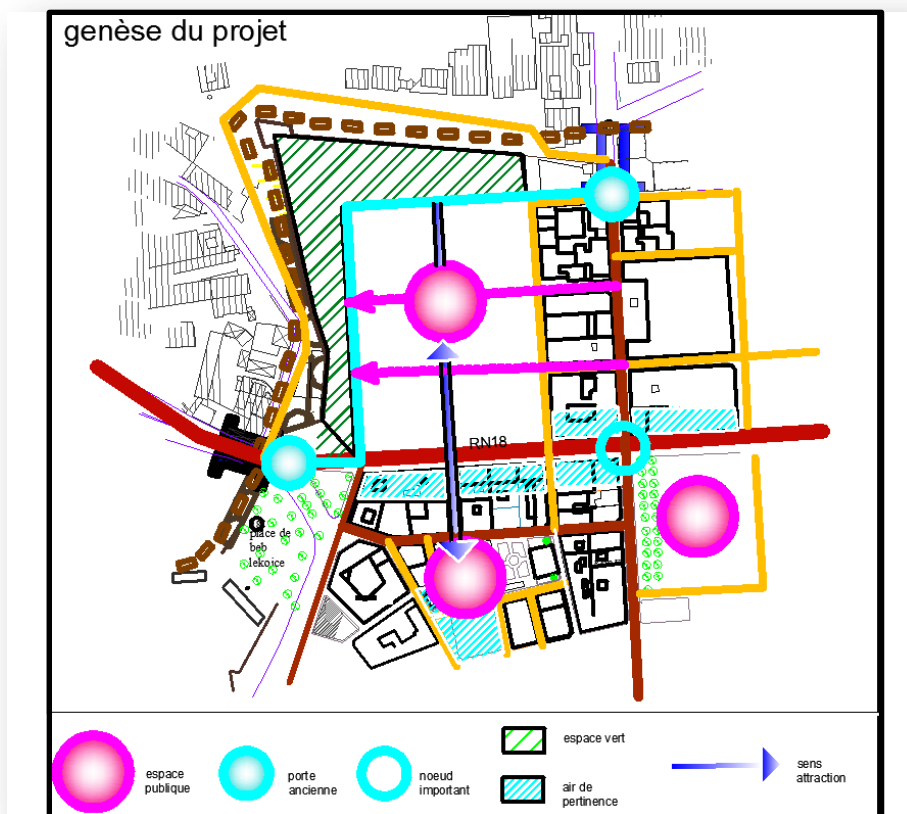 genèse du projet
RN18
place de
beb
lekoice
espace
publique
porte
ancienne
noeud
important
espace vert
air de
pertinence
sens
attraction